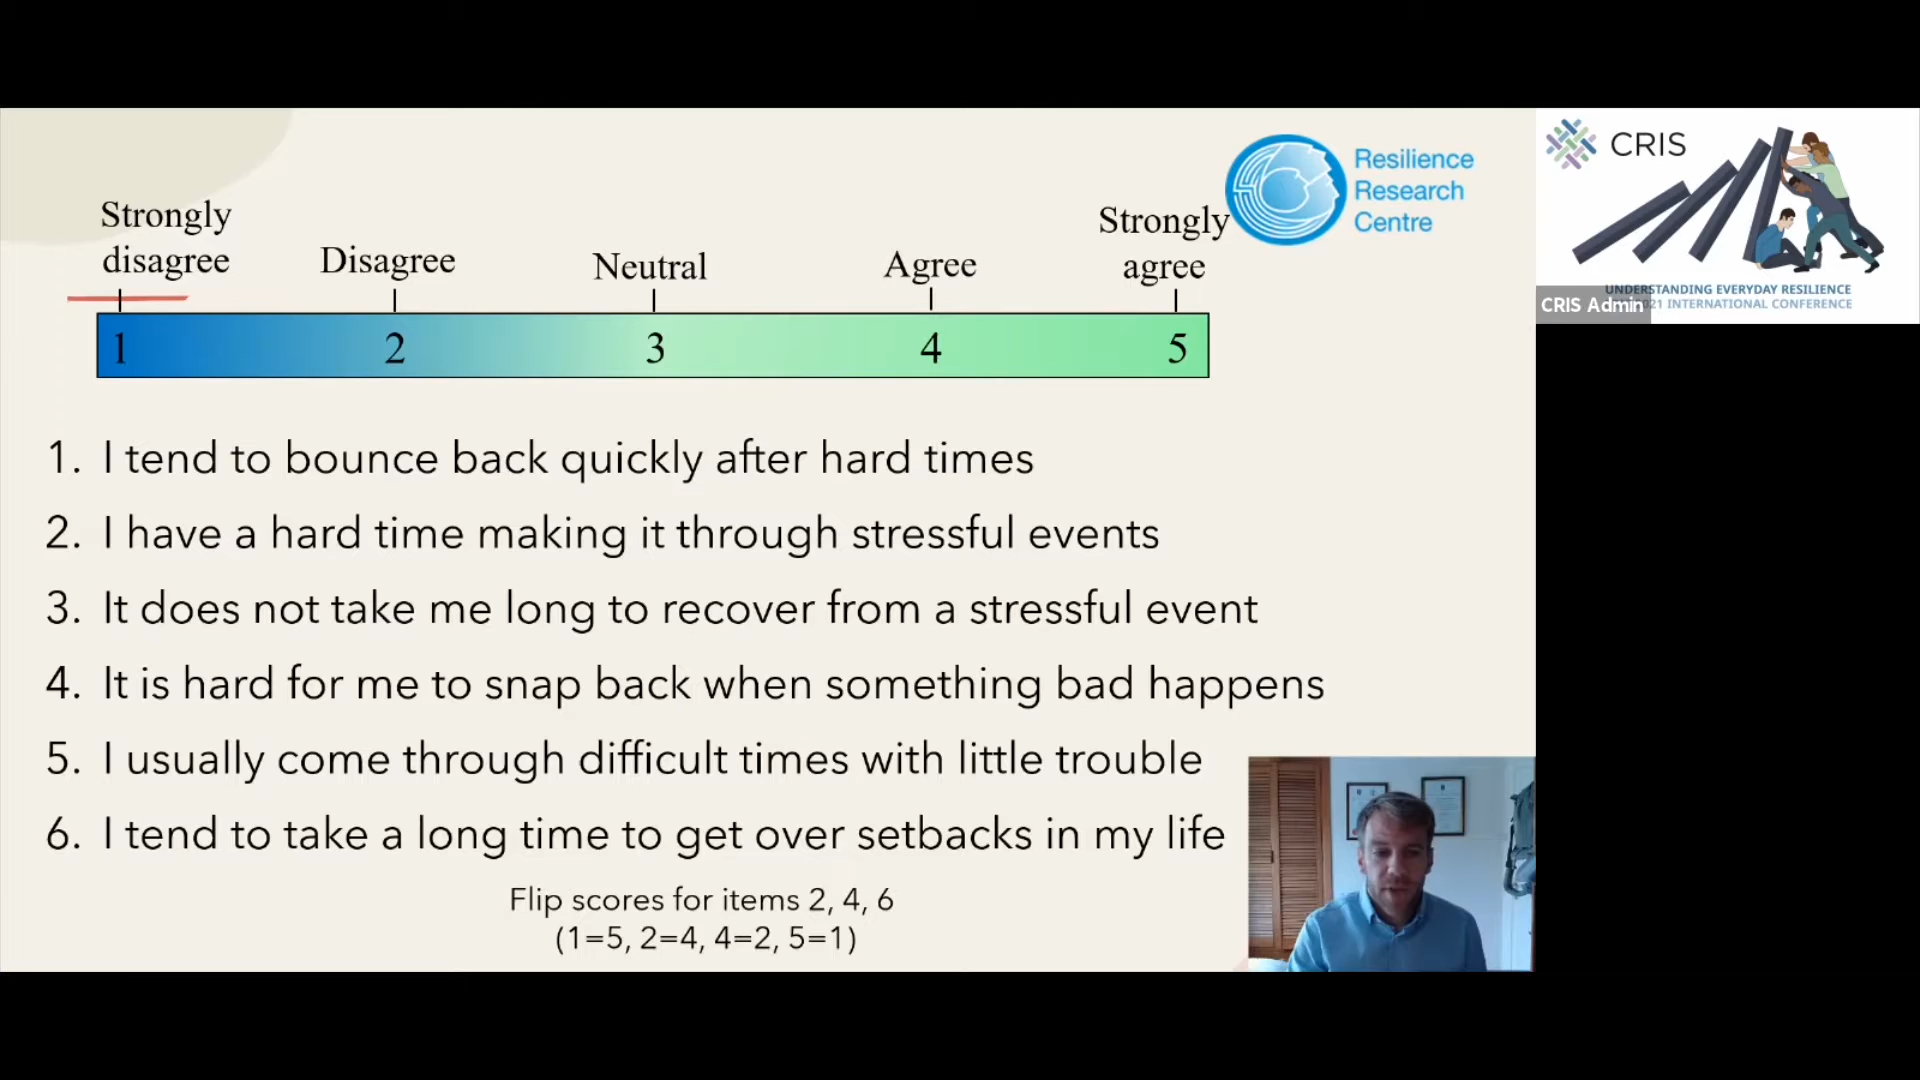 Strongly
disagree
Disagree
Neutral
Agree
Strongly
agree
1 2 3 4 5
Resilience
Research
Centre
1. I tend to bounce back quickly after hard times
2. I have a hard time making it through stressful events
3. It does not take me long to recover from a stressful event
4. It is hard for me to snap back when something bad happens
5. I usually come through difficult times with little trouble
6. I tend to take a long time to get over setbacks in my life
Flip scores for items 2, 4, 6
(1=5, 2=4, 4=2, 5=1)
CRIS
UNDERSTANDING EVERYDAY RESILIENCE
INTERNATIONAL CONFERENCE
CRIS Admin